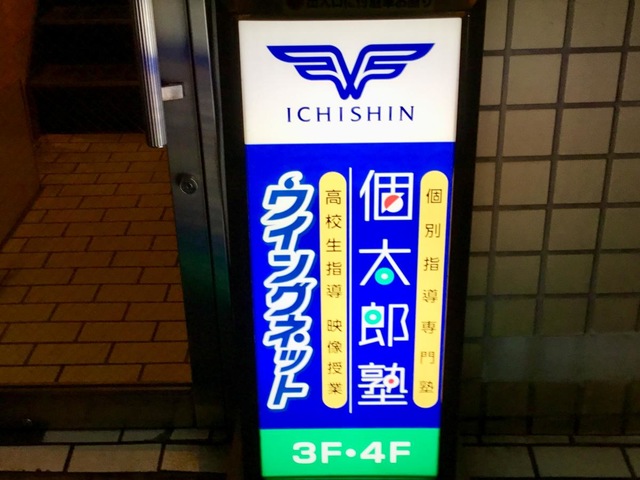 ICHISHIN
個別指導専門塾
個太郎塾
高校生指導 映像授業
ウイングネット
3F・4F